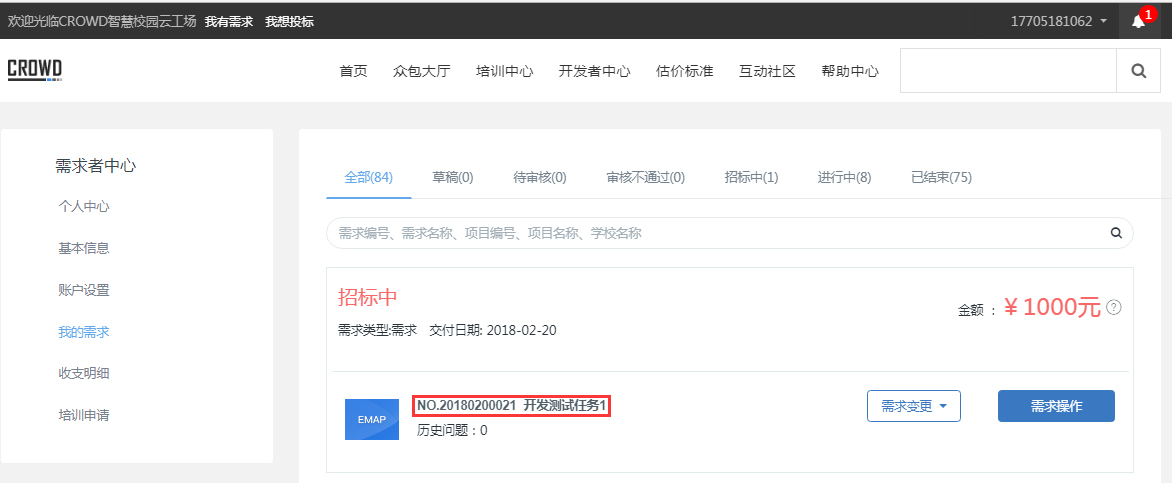 欢迎光临CROWD智慧校园云工场 我有需求 我想投标 17705181062 1
CROWD 首页 众包大厅 培训中心 开发者中心 估价标准 互动社区 帮助中心
需求者中心
个人中心
基本信息
账户设置
我的需求
收支明细
培训申请
全部(84) 草稿(0) 待审核(0) 审核不通过(0) 招标中(1) 进行中(8) 已结束(75)
需求编号、需求名称、项目编号、项目名称、学校名称
招标中
金额 : ¥1000元 ?
需求类型:需求 交付日期: 2018-02-20
EMAP
NO.20180200021 开发测试任务1
历史问题:0
需求变更
需求操作